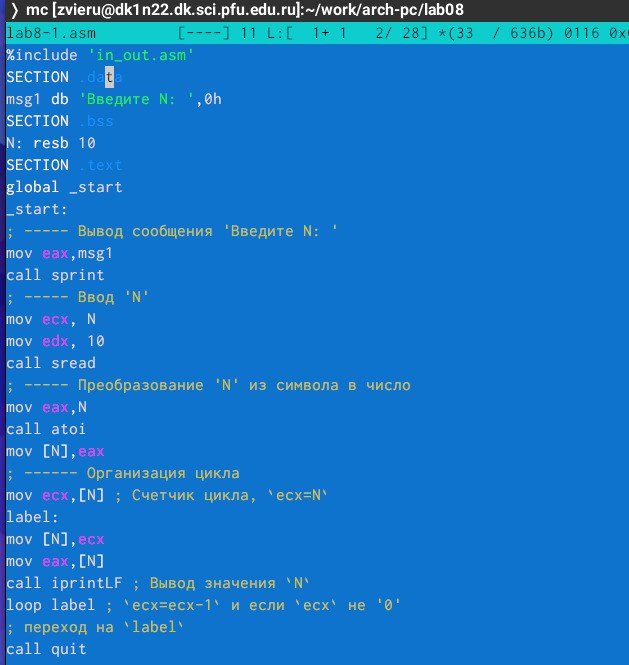 ❭ mc [zvieru@dk1n22.dk.sci.pfu.edu.ru]:~/work/arch-pc/lab08
lab8-1.asm [----] 11 L:[ 1+ 1 2/ 28] *(33 / 636b) 0116 0x
%include 'in_out.asm'
SECTION .data
msg1 db 'Введите N: ',0h
SECTION .bss
N: resb 10
SECTION .text
global _start
_start:
; ----- Вывод сообщения 'Введите N: '
mov eax,msg1
call sprint
; ----- Ввод 'N'
mov ecx, N
mov edx, 10
call sread
; ----- Преобразование 'N' из символа в число
mov eax,N
call atoi
mov [N],eax
; ------ Организация цикла
mov ecx,[N] ; Счетчик цикла, `ecx=N`
label:
mov [N],ecx
mov eax,[N]
call iprintLF ; Вывод значения `N`
loop label ; `ecx=ecx-1` и если `ecx` не '0'
; переход на `label`
call quit